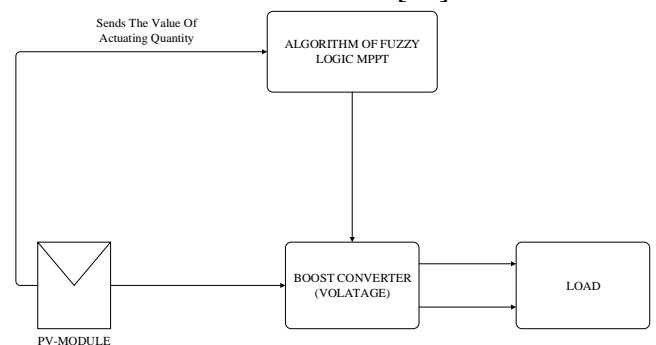 Sends The Value Of
Actuating Quantity
ALGORITHM OF FUZZY
LOGIC MPPT
BOOST CONVERTER
(VOLATAGE)
LOAD
PV-MODULE